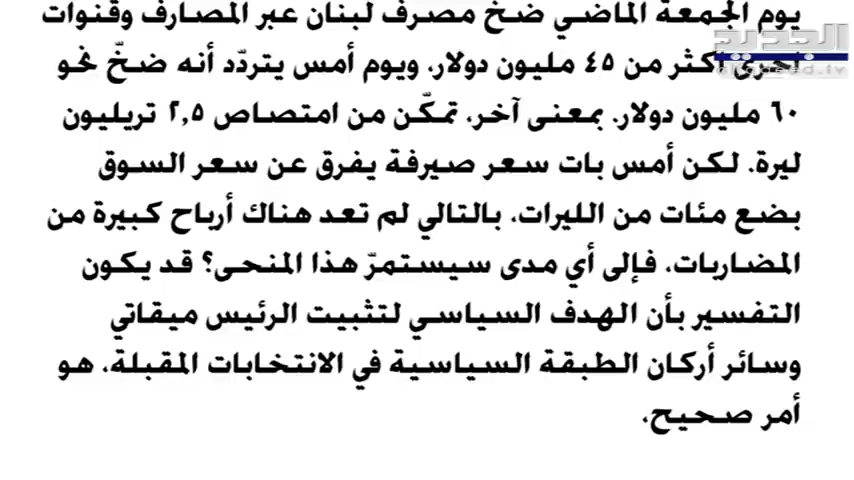 يوم الجمعة الماضي ضخ مصرف لبنان عبر المصارف وقنوات
أخرى أكثر من ٤٥ مليون دولار، ويوم أمس يتردّد أنه ضخّ نحو
٦٠ مليون دولار. بمعنى آخر، تمكّن من امتصاص ٢,٥ تريليون
ليرة. لكن أمس بات سعر صيرفة يفرق عن سعر السوق
بضع مئات من الليرات، بالتالي لم تعد هناك أرباح كبيرة من
المضاربات، فإلى أي مدى سيستمرّ هذا المنحى؟ قد يكون
التفسير بأن الهدف السياسي لتثبيت الرئيس ميقاتي
وسائر أركان الطبقة السياسية في الانتخابات المقبلة، هو
أمر صحيح.
الجديد
aljadeed.tv